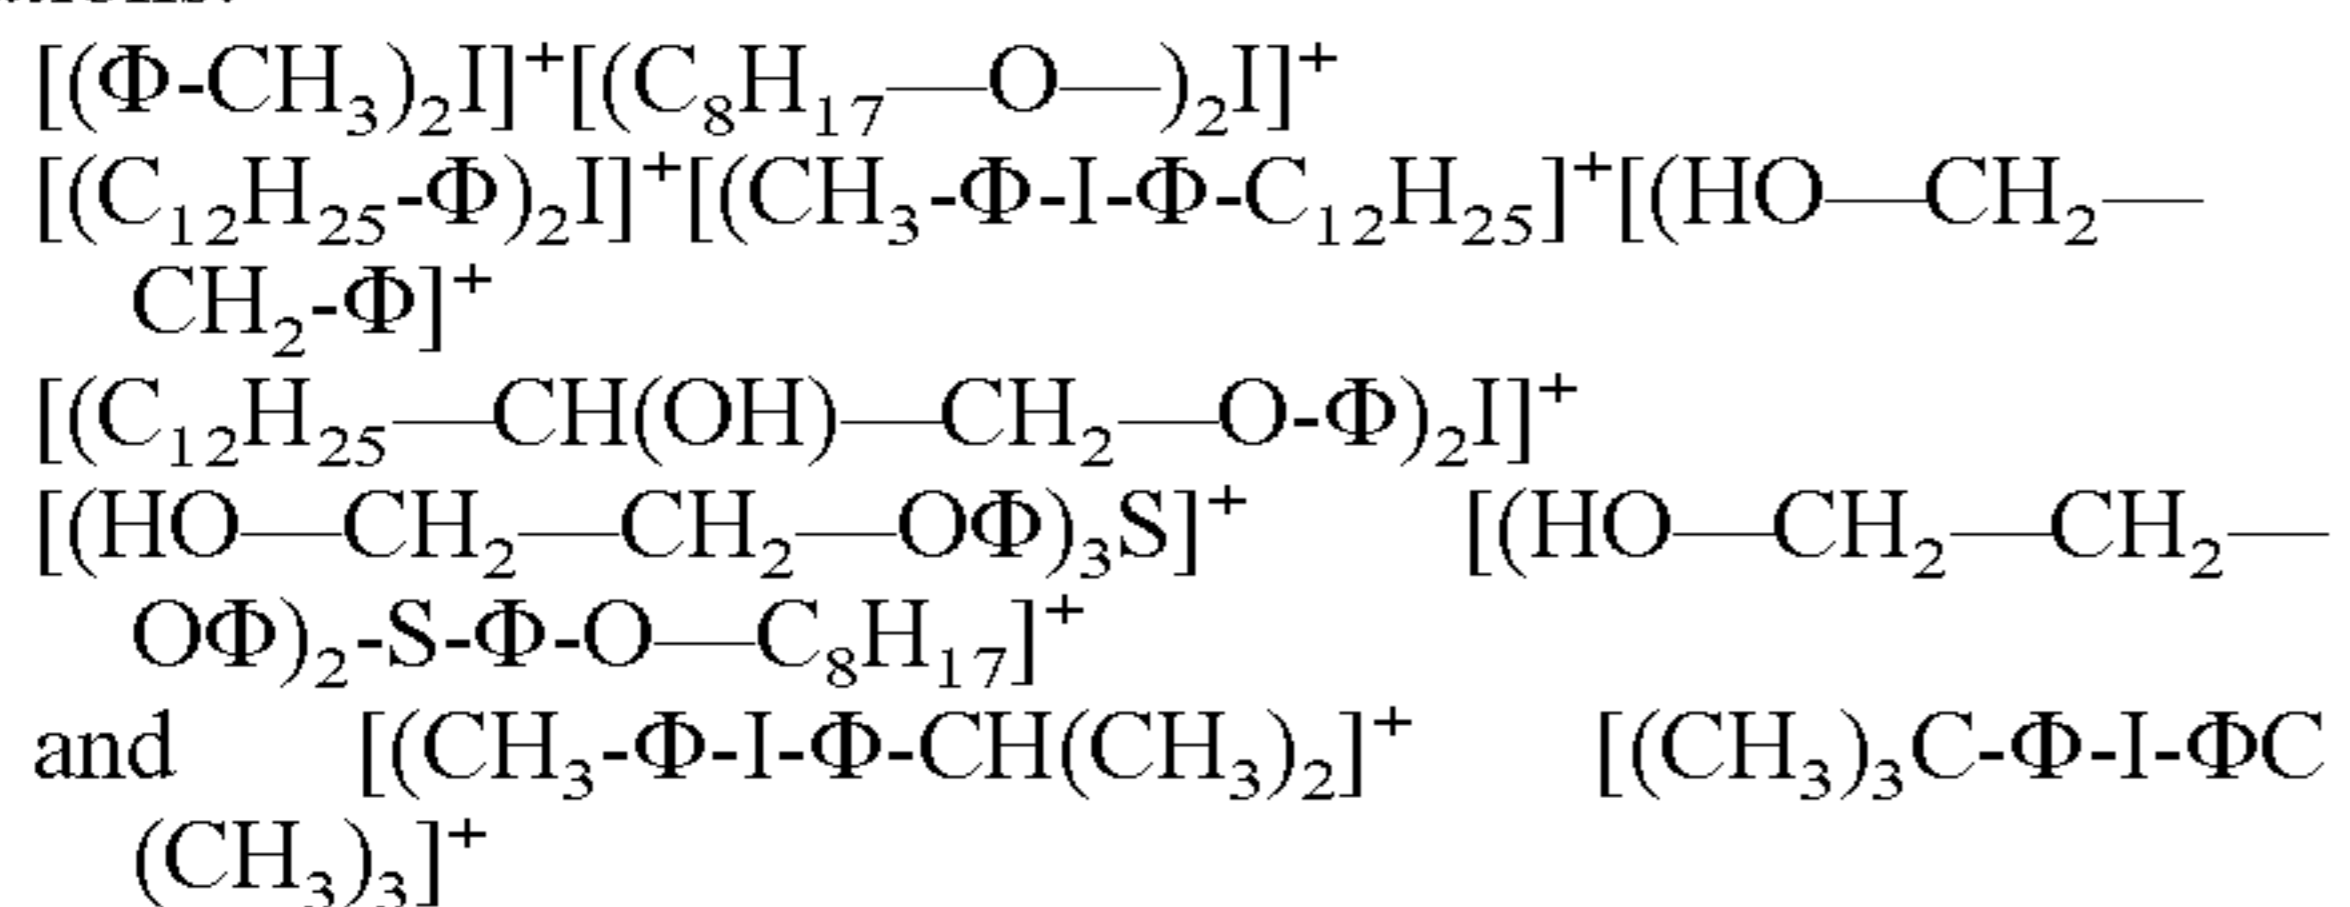 [(Φ-CH₃)₂I]⁺[(C₈H₁₇—O—)₂I]⁺
[(C₁₂H₂₅-Φ)₂I]⁺[(CH₃-Φ-I-Φ-C₁₂H₂₅]⁺[(HO—CH₂—
CH₂-Φ]⁺
[(C₁₂H₂₅—CH(OH)—CH₂—O-Φ)₂I]⁺
[(HO—CH₂—CH₂—OΦ)₃S]⁺ [(HO—CH₂—CH₂—
OΦ)₂-S-Φ-O—C₈H₁₇]⁺
and [(CH₃-Φ-I-Φ-CH(CH₃)₂]⁺ [(CH₃)₃C-Φ-I-ΦC
(CH₃)₃]⁺